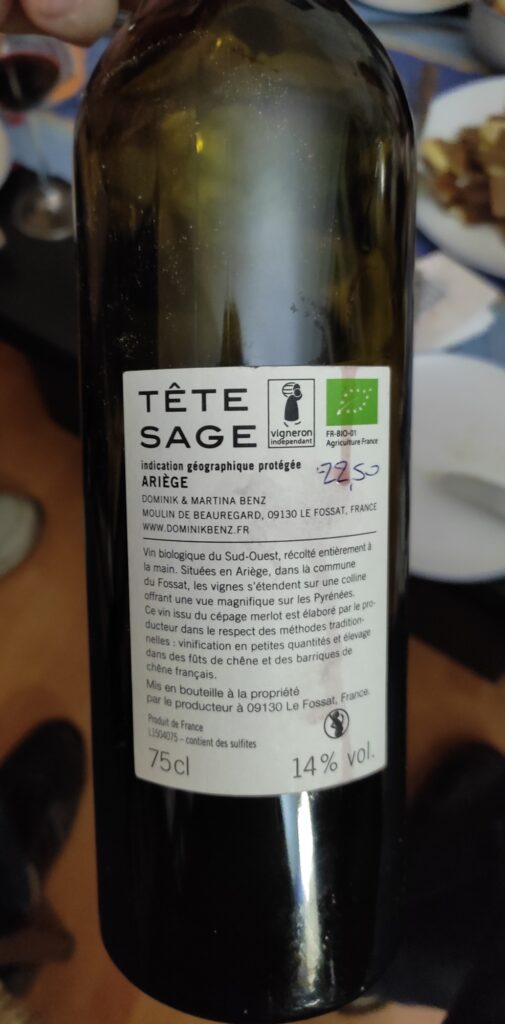 TÊTE
SAGE
vigneron
indépendant
FR-BIO-01
Agriculture France
indication géographique protégée
ARIÈGE
22,50
DOMINIK & MARTINA BENZ
MOULIN DE BEAUREGARD, 09130 LE FOSSAT, FRANCE
WWW.DOMINIKBENZ.FR
Vin biologique du Sud-Ouest, récolté entièrement à
la main. Situées en Ariège, dans la commune
du Fossat, les vignes s'étendent sur une colline
offrant une vue magnifique sur les Pyrénées.
Ce vin issu du cépage merlot est élaboré par le pro-
ducteur dans le respect des méthodes tradition-
nelles : vinification en petites quantités et élevage
dans des fûts de chêne et des barriques de
chêne français.
Mis en bouteille à la propriété
par le producteur à 09130 Le Fossat, France.
Produit de France
L1504075 – contient des sulfites
75cl
14% vol.